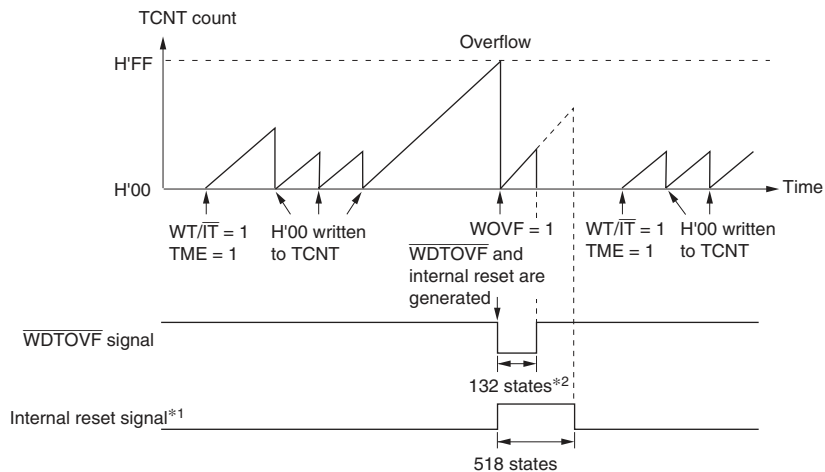 TCNT count
Overflow
H'FF
H'00
Time
WT/IT = 1
TME = 1
H'00 written
to TCNT
WOVF = 1
WDTOVF and
internal reset are
generated
WT/IT = 1
TME = 1
H'00 written
to TCNT
WDTOVF signal
132 states*2
Internal reset signal*1
518 states